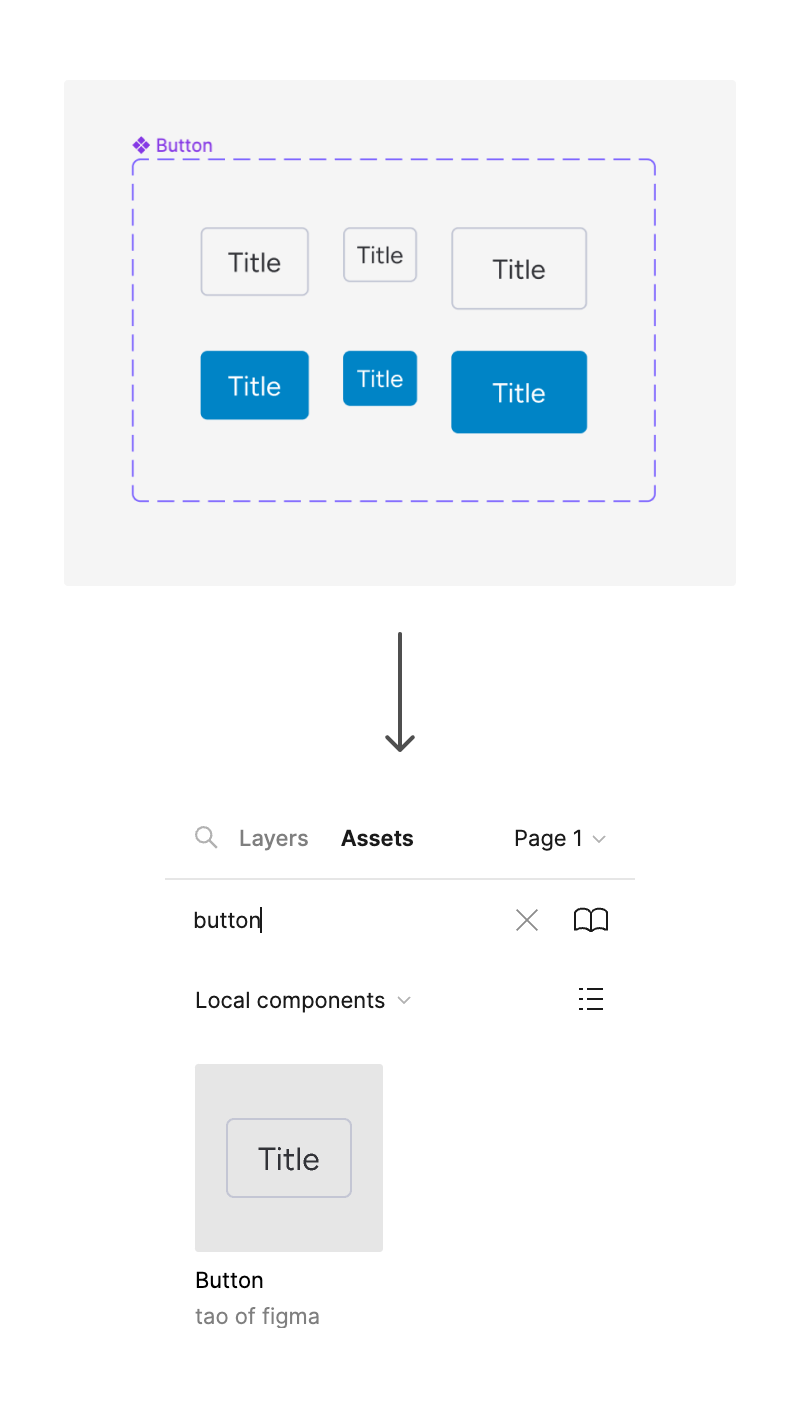 Button
Title Title Title
Title Title Title
Layers Assets Page 1
button
Local components
Title
Button
tao of figma